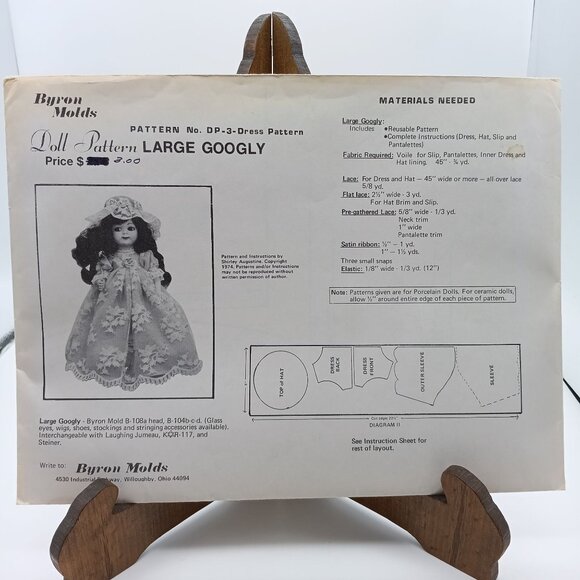 Byron
Molds
PATTERN No. DP-3-Dress Pattern
Doll Pattern LARGE GOOGLY
Price $ 3.00
Pattern and Instructions by
Shirley Augustine, Copyright
1974. Patterns and/or Instructions
may not be reproduced without
written permission of author.
Large Googly - Byron Mold B-108a head, B-104b-c-d. (Glass
eyes, wigs, shoes, stockings and stringing accessories available).
Interchangeable with Laughing Jumeau, K(star)R-117, and
Steiner.
Write to: Byron Molds
4530 Industrial Parkway, Willoughby, Ohio 44094
MATERIALS NEEDED
Large Googly:
Includes ●Reusable Pattern
●Complete Instructions (Dress, Hat, Slip and
Pantalettes)
Fabric Required: Voile for Slip, Pantalettes, Inner Dress and
Hat lining. 45" - ¾ yd.
Lace: For Dress and Hat – 45" wide or more – all-over lace
5/8 yd.
Flat lace: 2½" wide - 3 yd.
For Hat Brim and Slip.
Pre-gathered Lace: 5/8" wide - 1/3 yd.
Neck trim
1" wide
Pantalette trim
Satin ribbon: ½" – 1 yd.
1" – 1½ yds.
Three small snaps
Elastic: 1/8" wide - 1/3 yd. (12")
Note: Patterns given are for Porcelain Dolls. For ceramic dolls,
allow ½" around entire edge of each piece of pattern.
TOP of HAT
DRESS
BACK
DRESS
FRONT
OUTER SLEEVE
SLEEVE
DIAGRAM II
See Instruction Sheet for
rest of layout.